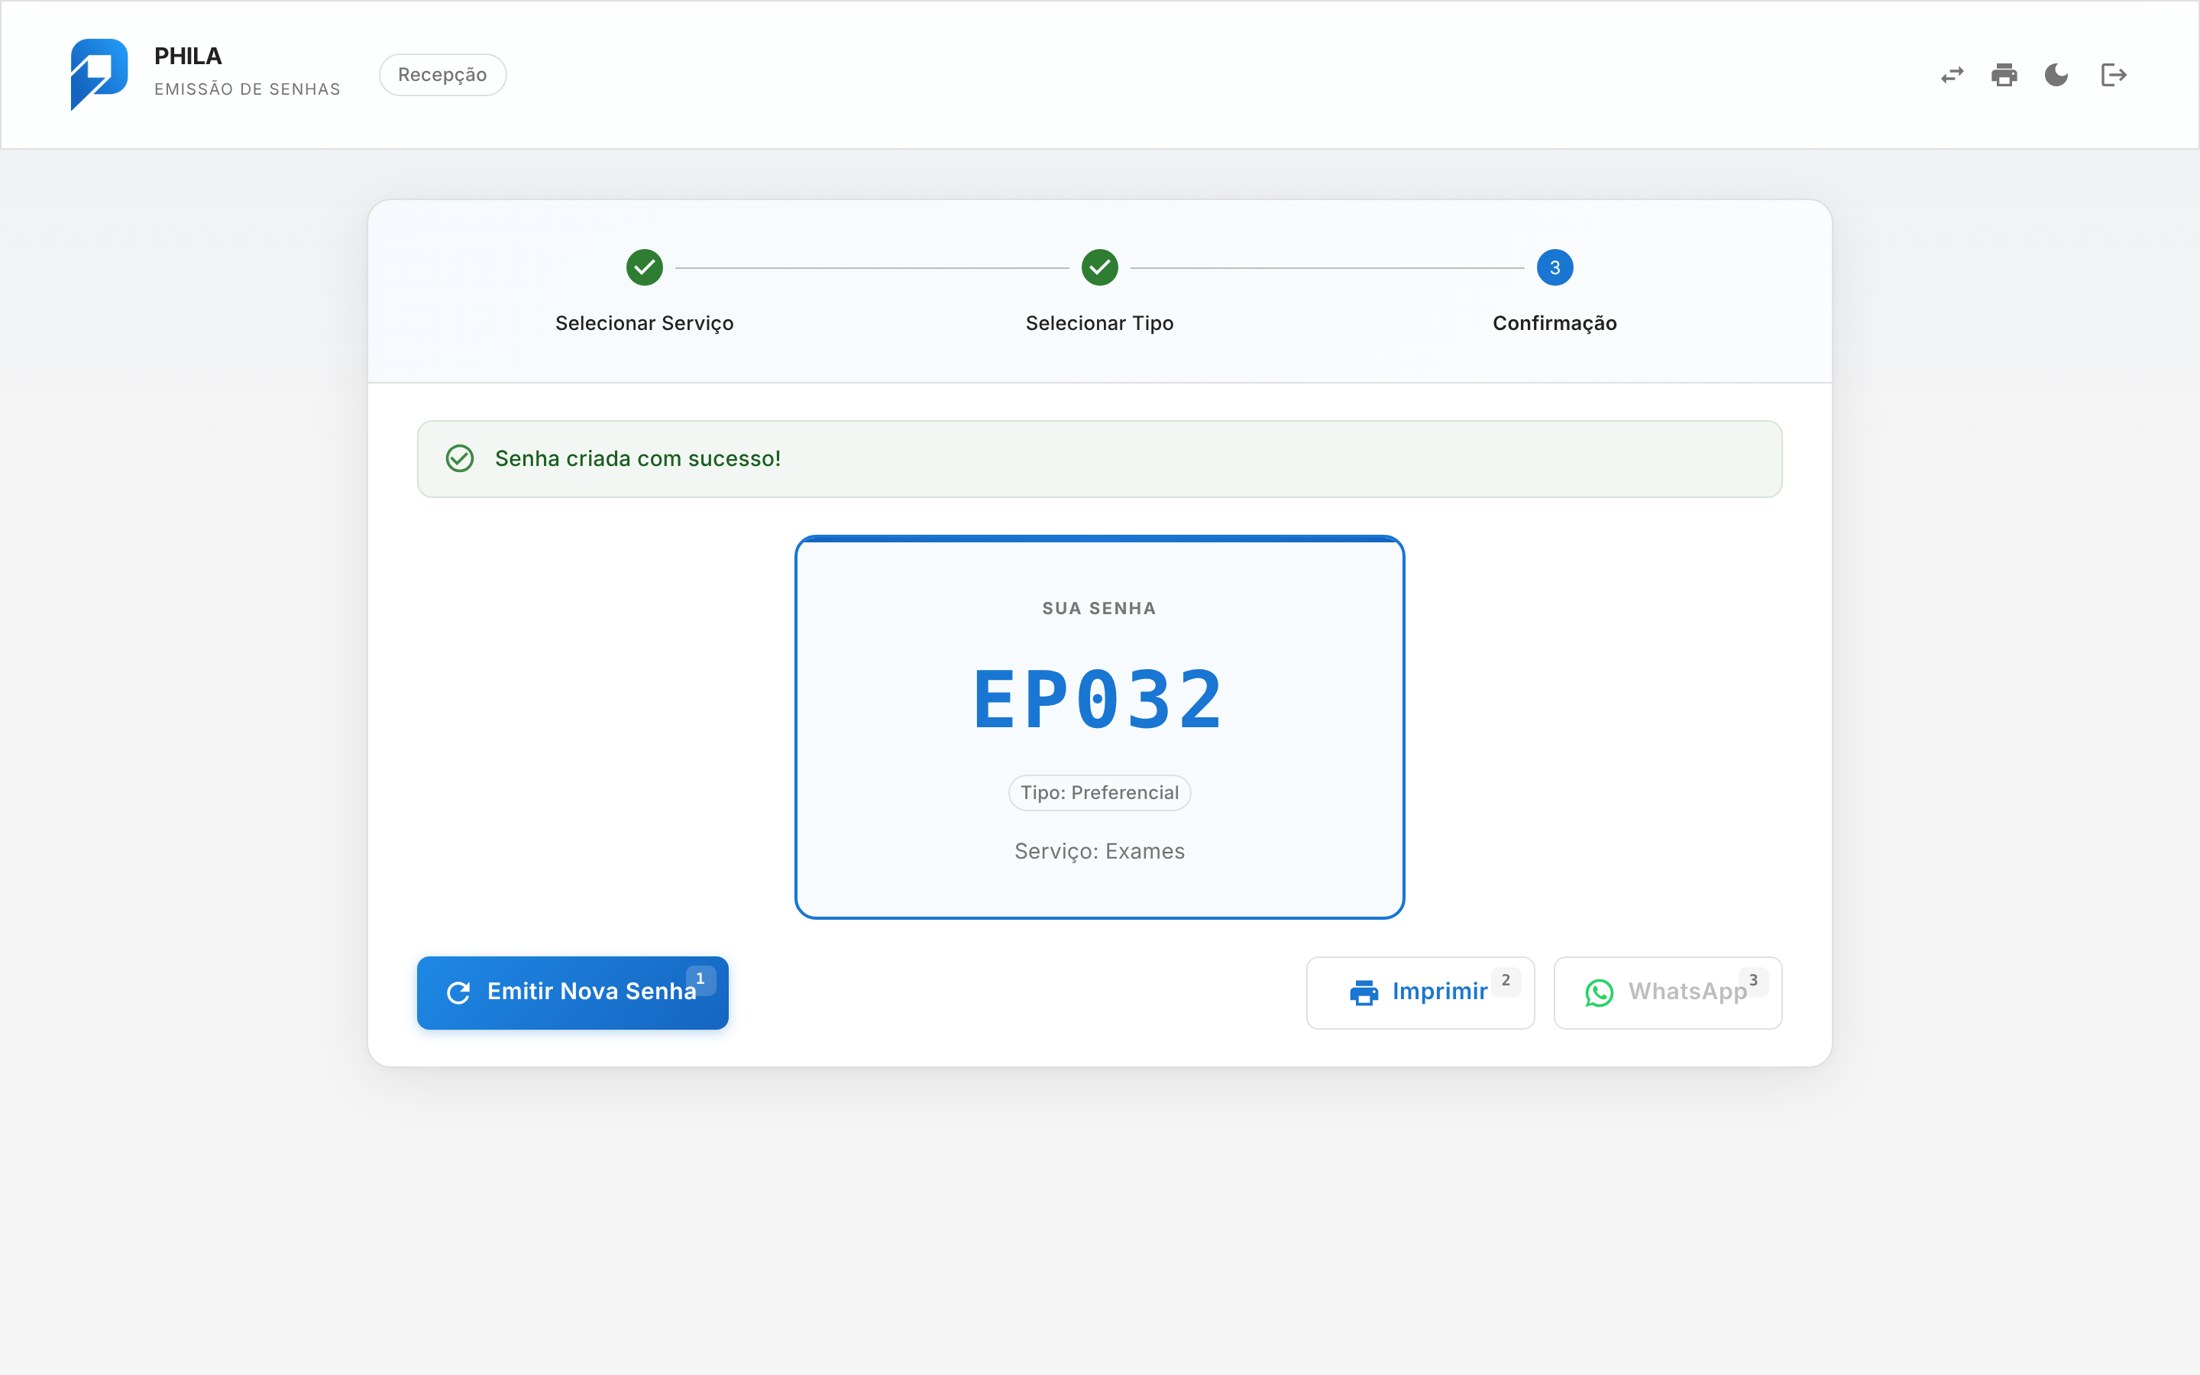 PHILA
EMISSÃO DE SENHAS
Recepção
3
Selecionar Serviço
Selecionar Tipo
Confirmação
Senha criada com sucesso!
SUA SENHA
EP032
Tipo: Preferencial
Serviço: Exames
Emitir Nova Senha 1
Imprimir 2
WhatsApp 3